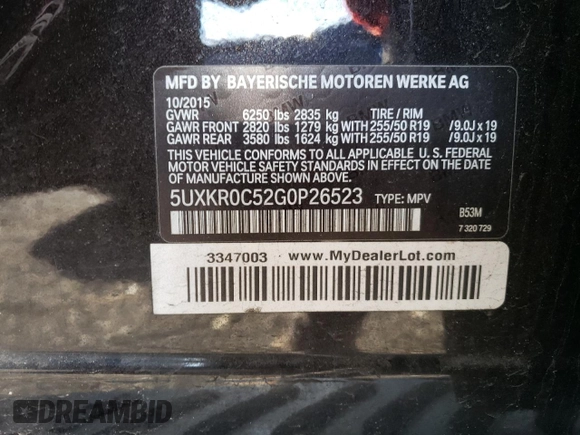 MFD BY BAYERISCHE MOTOREN WERKE AG
10/2015
GVWR 6250 lbs 2835 kg TIRE / RIM
GAWR FRONT 2820 lbs 1279 kg WITH 255/50 R19 /9.0J x 19
GAWR REAR 3580 lbs 1624 kg WITH 255/50 R19 /9.0J x 19
THIS VEHICLE CONFORMS TO ALL APPLICABLE U. S. FEDERAL
MOTOR VEHICLE SAFETY STANDARDS IN EFFECT ON THE
DATE OF MANUFACTURE SHOWN ABOVE.
5UXKR0C52G0P26523 TYPE: MPV
B53M
7 320 729
3347003 www.MyDealerLot.com
DREAMBID